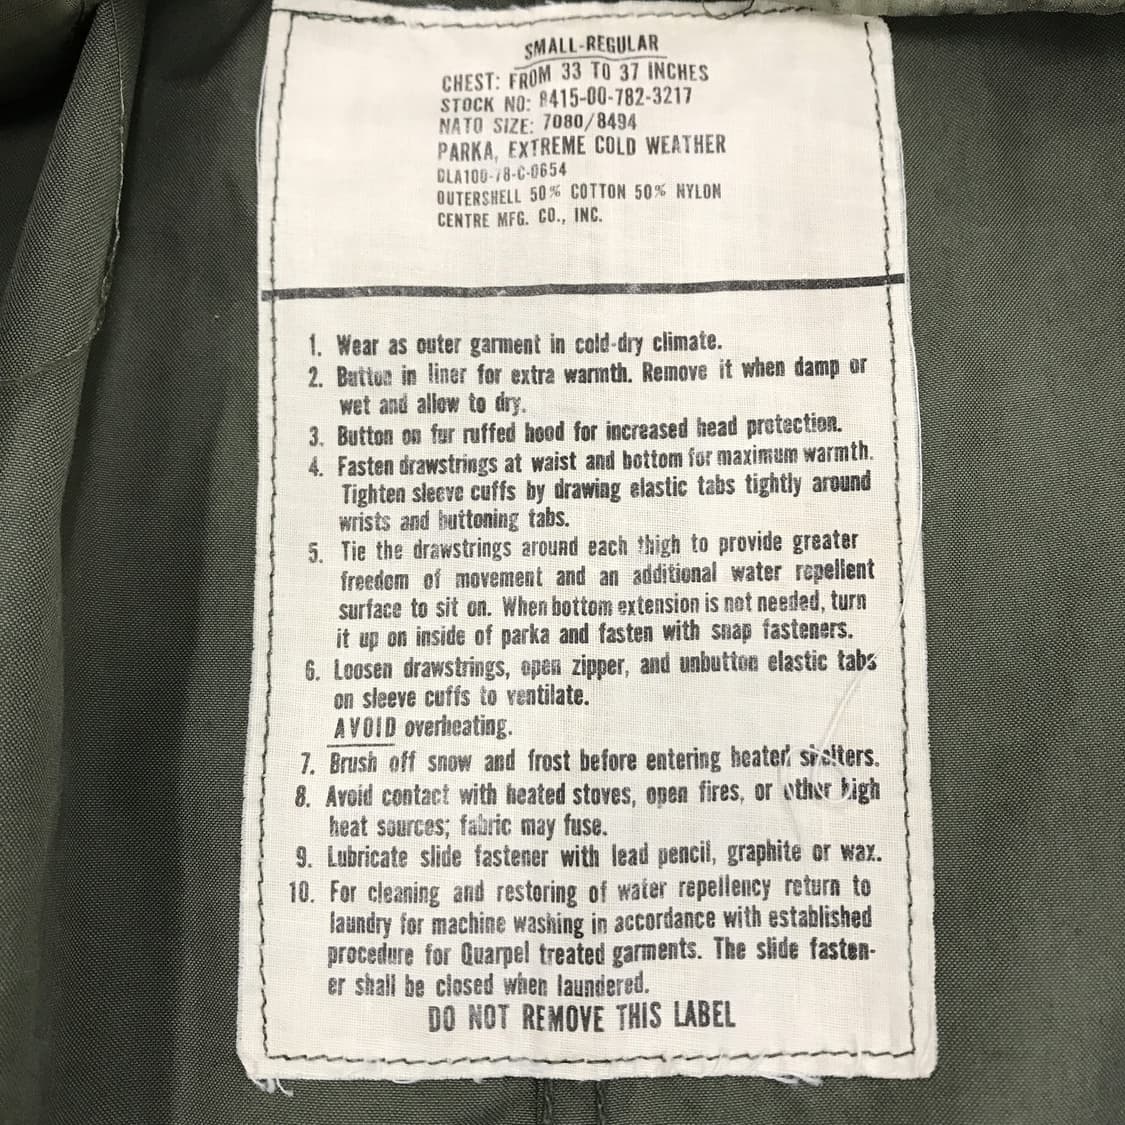 SMALL-REGULAR
CHEST: FROM 33 TO 37 INCHES
STOCK NO: 8415-00-782-3217
NATO SIZE: 7080/8494
PARKA, EXTREME COLD WEATHER
DLA100-78-C-0654
OUTERSHELL 50% COTTON 50% NYLON
CENTRE MFG. CO., INC.
1. Wear as outer garment in cold-dry climate.
2. Button in liner for extra warmth. Remove it when damp or
wet and allow to dry.
3. Button on fur ruffed hood for increased head protection.
4. Fasten drawstrings at waist and bottom for maximum warmth.
Tighten sleeve cuffs by drawing elastic tabs tightly around
wrists and buttoning tabs.
5. Tie the drawstrings around each thigh to provide greater
freedom of movement and an additional water repellent
surface to sit on. When bottom extension is not needed, turn
it up on inside of parka and fasten with snap fasteners.
6. Loosen drawstrings, open zipper, and unbutton elastic tabs
on sleeve cuffs to ventilate.
AVOID overheating.
7. Brush off snow and frost before entering heated shelters.
8. Avoid contact with heated stoves, open fires, or other high
heat sources; fabric may fuse.
9. Lubricate slide fastener with lead pencil, graphite or wax.
10. For cleaning and restoring of water repellency return to
laundry for machine washing in accordance with established
procedure for Quarpel treated garments. The slide fasten-
er shall be closed when laundered.
DO NOT REMOVE THIS LABEL